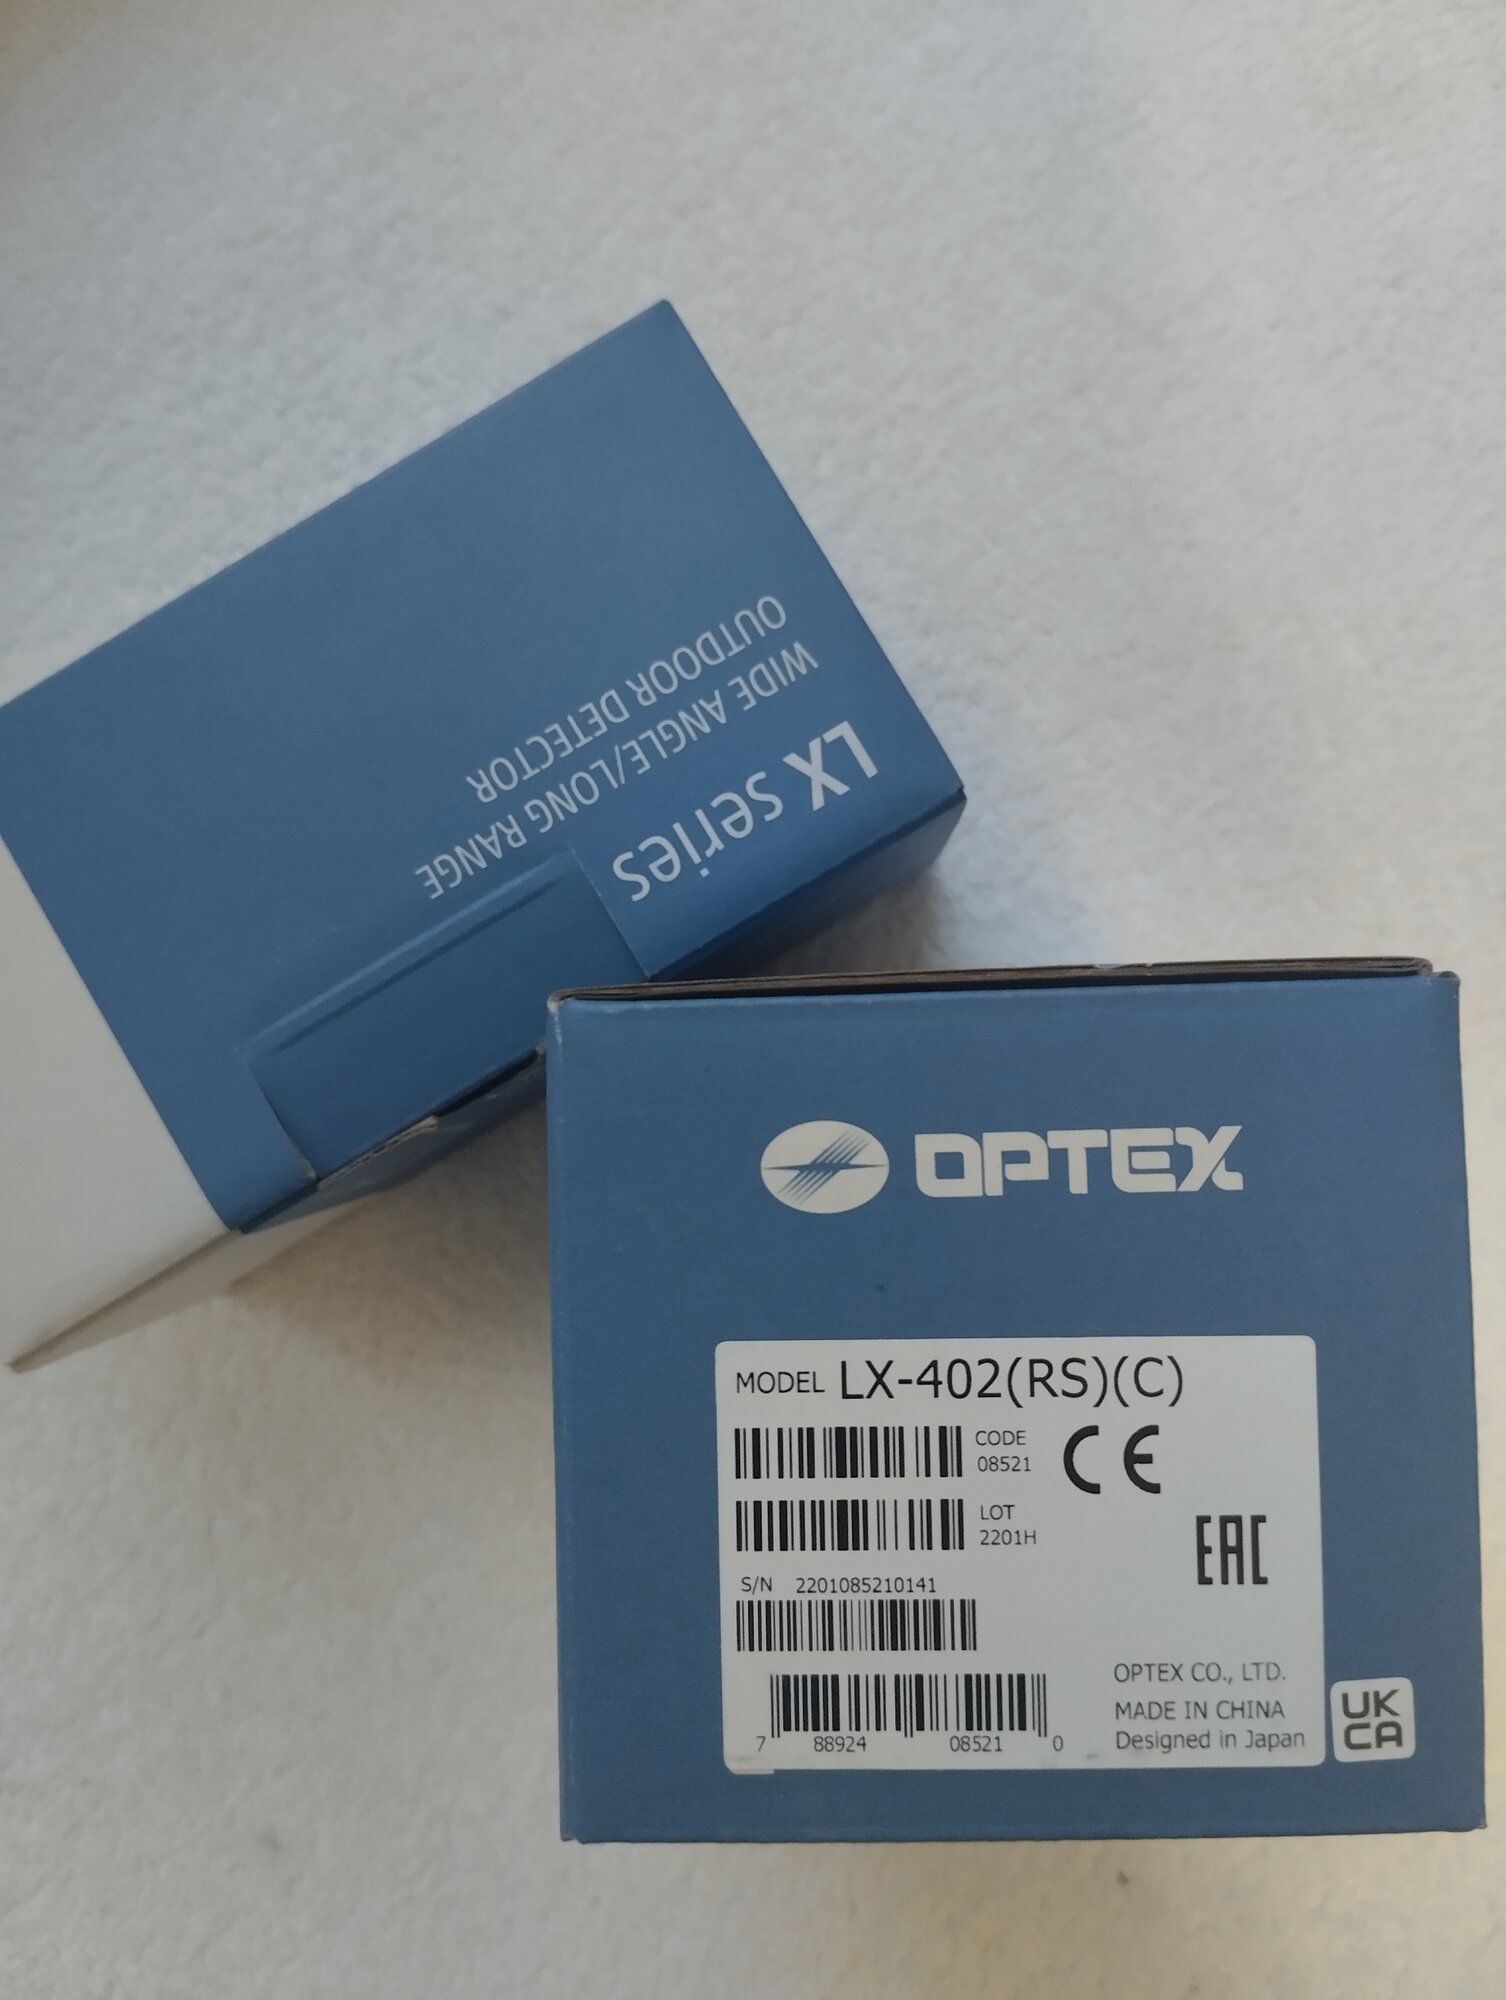 LX series
WIDE ANGLE/LONG RANGE
OUTDOOR DETECTOR
OPTEX
MODEL LX-402(RS)(C)
CODE
08521
CE
LOT
2201H
EAC
S/N 2201085210141
7 88924 08521 0
OPTEX CO., LTD.
MADE IN CHINA
Designed in Japan
UK
CA